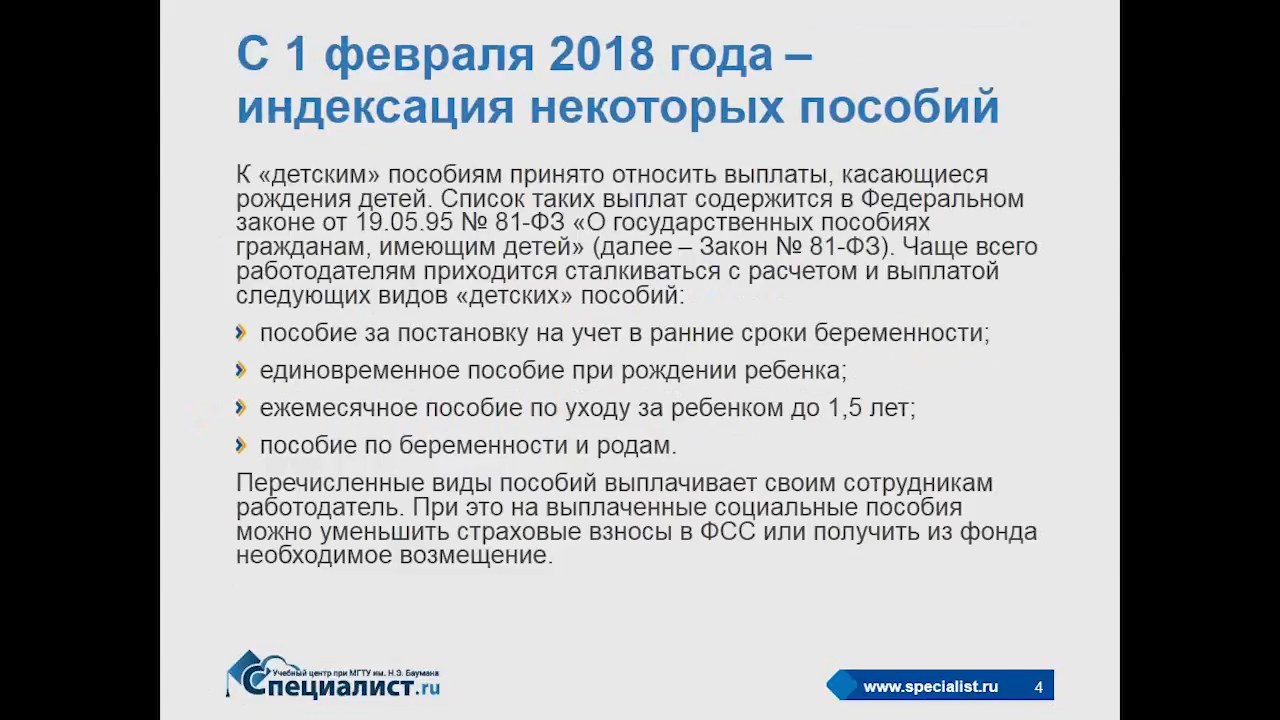 С 1 февраля 2018 года –
индексация некоторых пособий
К «детским» пособиям принято относить выплаты, касающиеся
рождения детей. Список таких выплат содержится в Федеральном
законе от 19.05.95 № 81-ФЗ «О государственных пособиях
гражданам, имеющим детей» (далее – Закон № 81-ФЗ). Чаще всего
работодателям приходится сталкиваться с расчетом и выплатой
следующих видов «детских» пособий:
пособие за постановку на учет в ранние сроки беременности;
единовременное пособие при рождении ребенка;
ежемесячное пособие по уходу за ребенком до 1,5 лет;
пособие по беременности и родам.
Перечисленные виды пособий выплачивает своим сотрудникам
работодатель. При это на выплаченные социальные пособия
можно уменьшить страховые взносы в ФСС или получить из фонда
необходимое возмещение.
Учебный центр при МГТУ им. Н.Э. Баумана
Специалист.ru
www.specialist.ru 4